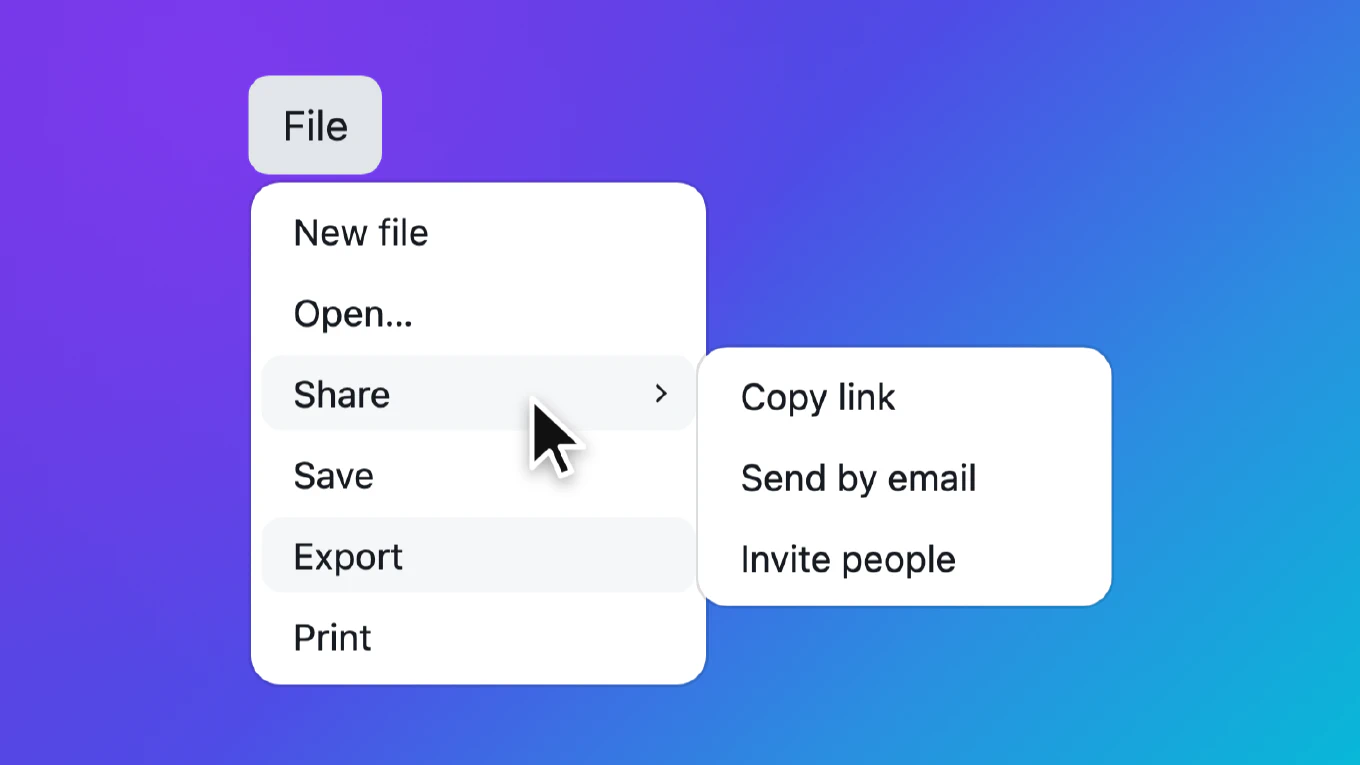 File
New file
Open...
Share
Save
Export
Print
Copy link
Send by email
Invite people